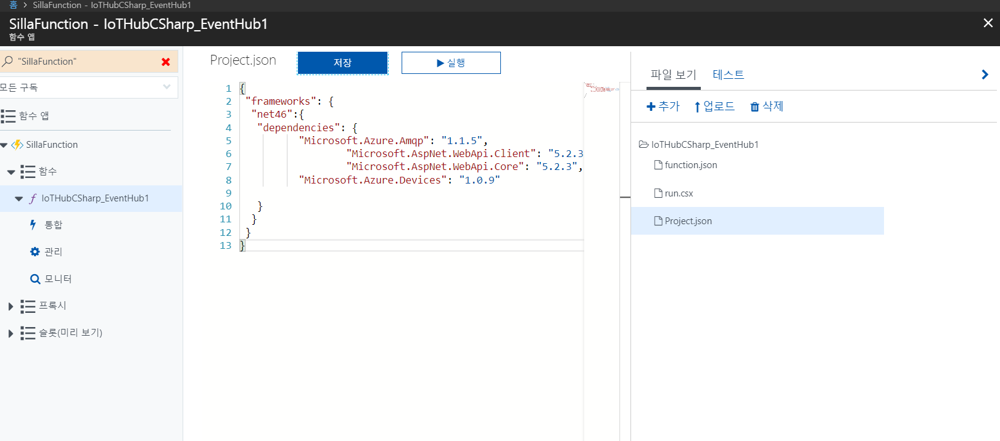 홈 > SillaFunction - IoTHubCSharp_EventHub1
SillaFunction - IoTHubCSharp_EventHub1
함수 앱
"SillaFunction"
모든 구독
함수 앱
SillaFunction
함수
IoTHubCSharp_EventHub1
통합
관리
모니터
프록시
슬롯(미리 보기)
Project.json
저장
실행
1 {
2 "frameworks": {
3 "net46":{
4 "dependencies": {
5 "Microsoft.Azure.Amqp": "1.1.5",
6 "Microsoft.AspNet.WebApi.Client": "5.2.3
7 "Microsoft.AspNet.WebApi.Core": "5.2.3",
8 "Microsoft.Azure.Devices": "1.0.9"
9
10 }
11 }
12 }
13 }
파일 보기 테스트
추가 업로드 삭제
IoTHubCSharp_EventHub1
function.json
run.csx
Project.json